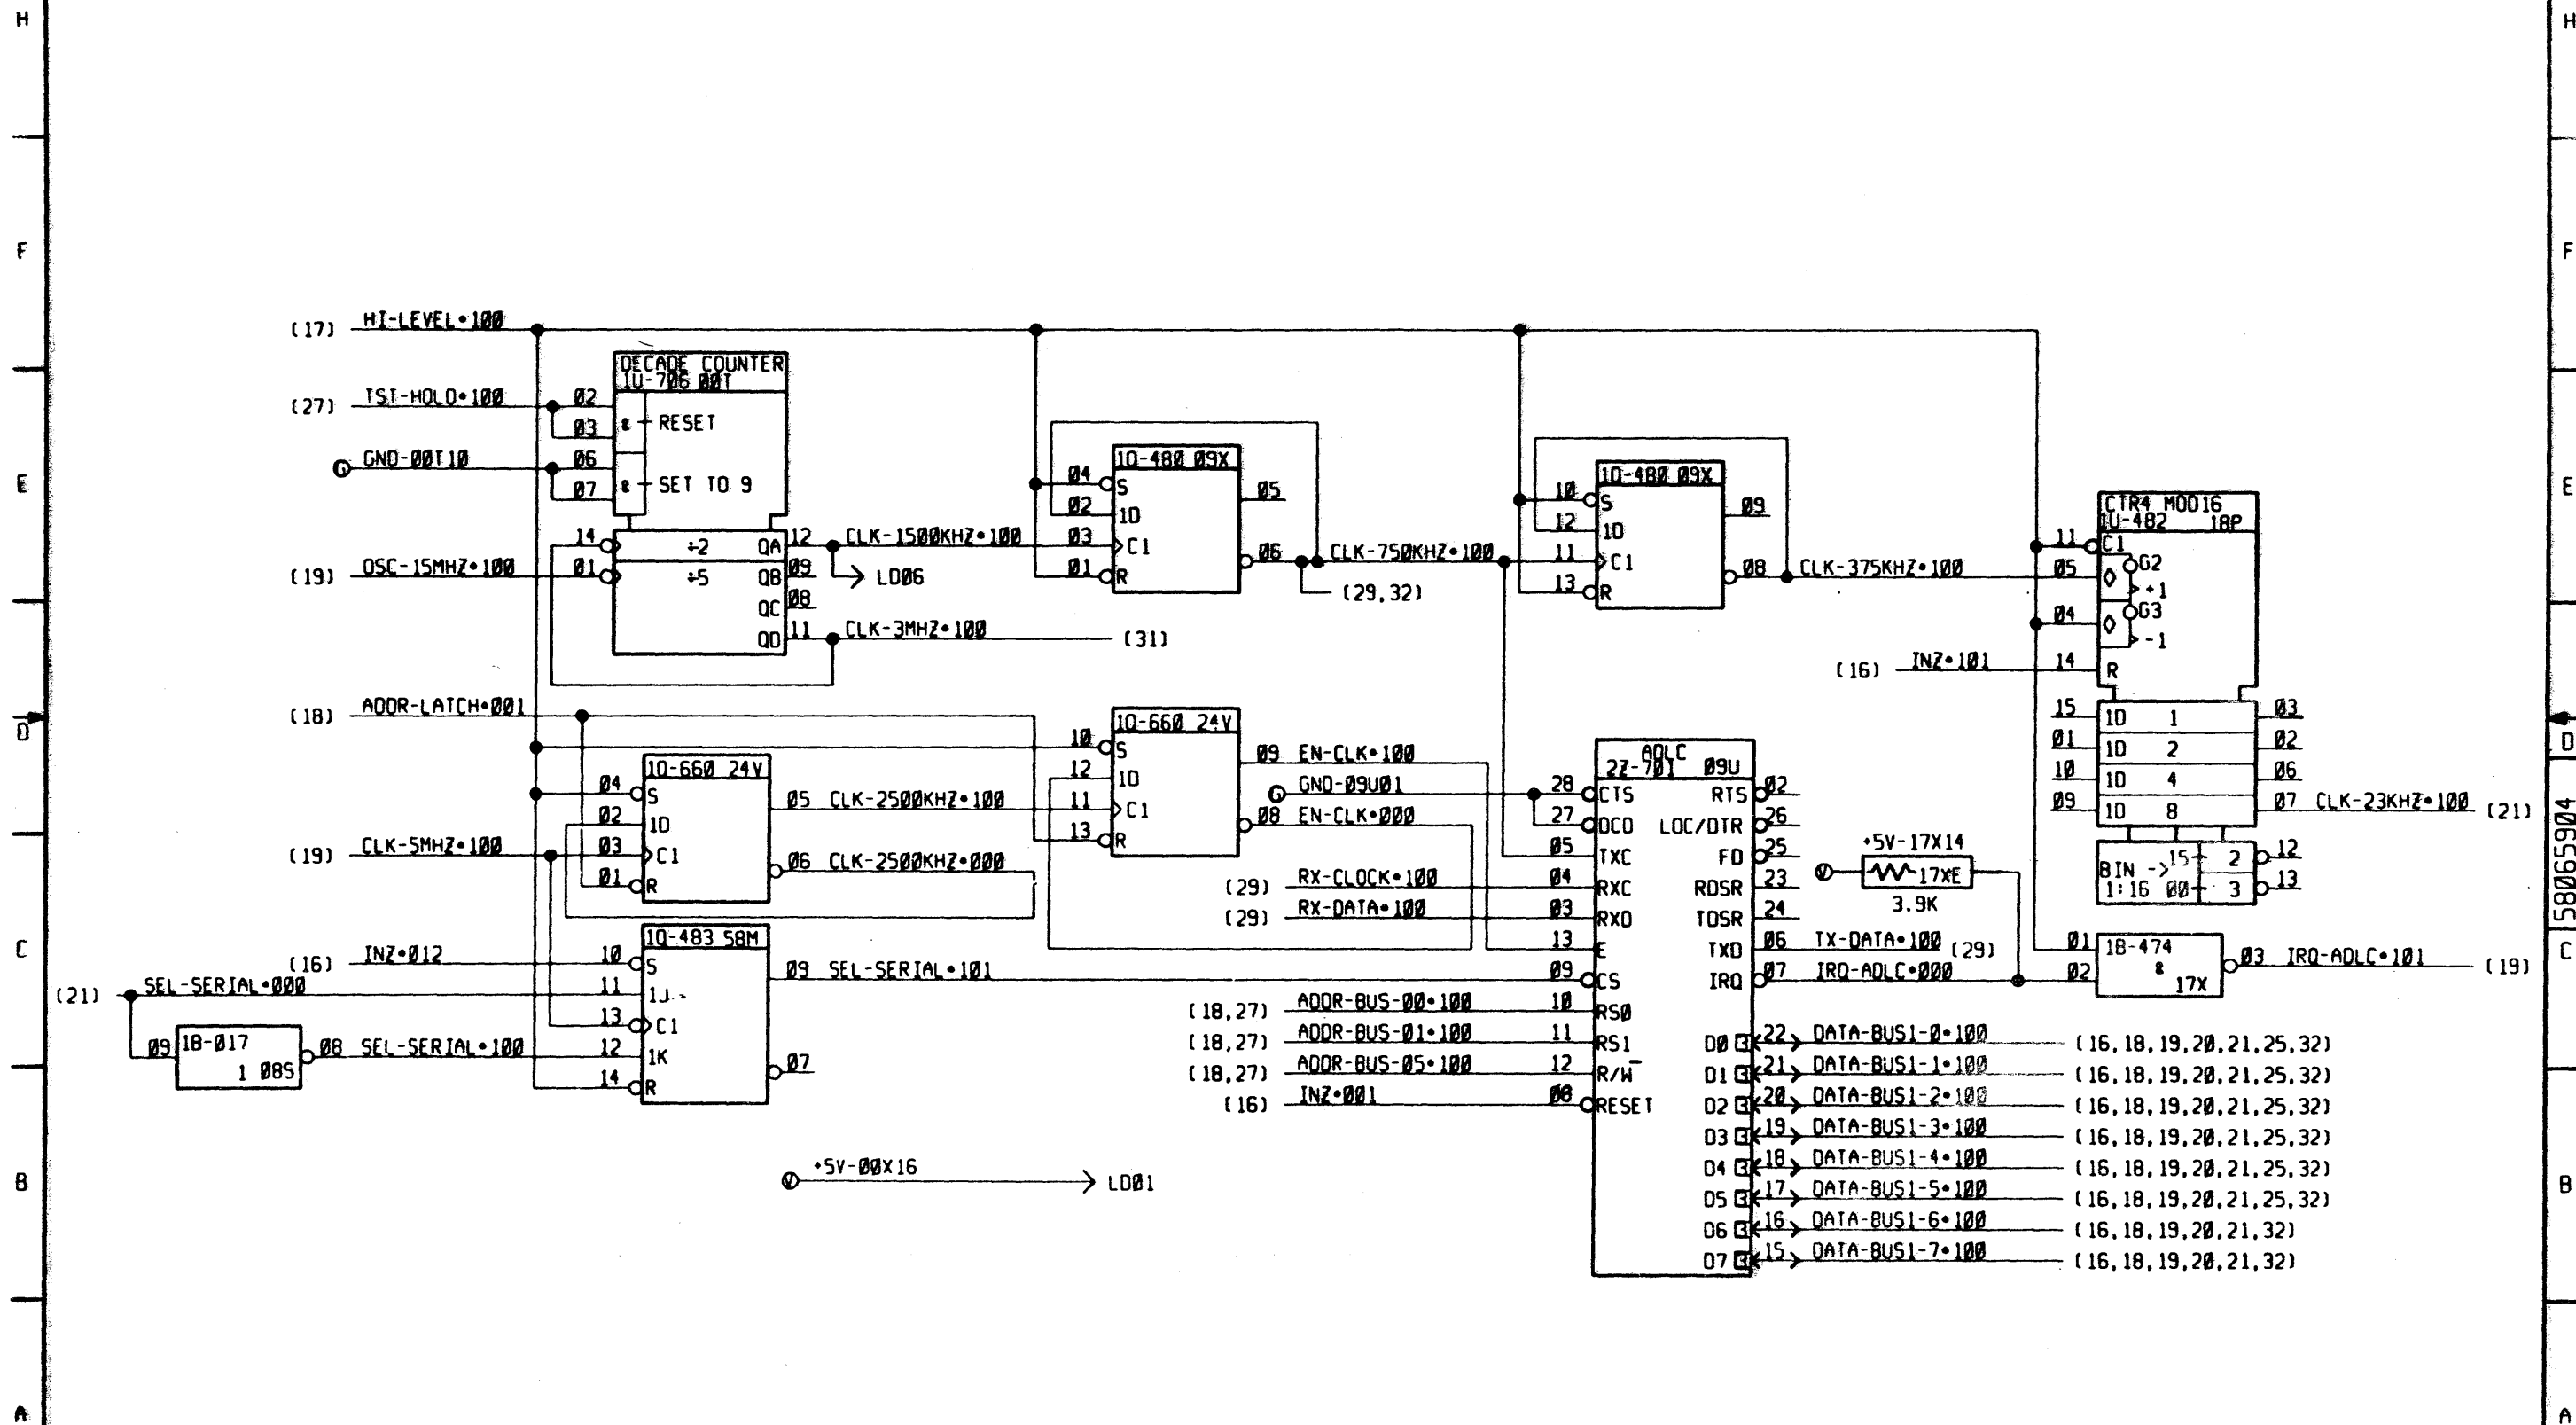 H H
F F
(17) HI-LEVEL•100
DECADE COUNTER
1U-706 00T
(27) TST-HOLD•100 02
03 & RESET
GND-00T10 06
07 & SET TO 9
E E
14 ÷2 QA 12 CLK-1500KHZ•100
(19) OSC-15MHZ•100 01 ÷5 QB 09 LD06
QC 08
QD 11 CLK-3MHZ•100 (31)
1Q-480 09X
04 S 05
02 1D
03 C1 06 CLK-750KHZ•100
01 R (29,32)
1Q-480 09X
10 S 09
12 1D
11 C1 08 CLK-375KHZ•100
13 R
CTR4 MOD16
1U-482 18P
11 C1
05 G2
+1
04 G3
-1
(16) INZ•101 14 R
15 1D 1 03
01 1D 2 02
10 1D 4 06
09 1D 8 07 CLK-23KHZ•100 (21)
BIN -> 15 2 12
1:16 00 3 13
D D
(18) ADDR-LATCH•001
1Q-660 24V
04 S 05 CLK-2500KHZ•100
02 1D
(19) CLK-5MHZ•100 03 C1 06 CLK-2500KHZ•000
01 R
1Q-660 24V
10 S 09 EN-CLK•100
12 1D
11 C1 08 EN-CLK•000
13 R
GND-09U01
1Q-483 58M
(16) INZ•012 10 S 09 SEL-SERIAL•101
(21) SEL-SERIAL•000 11 1J
13 C1
09 1B-017 08 SEL-SERIAL•100 12 1K 07
1 08S
14 R
ADLC
2Z-701 09U
28 CTS RTS 02
27 DCD LOC/DTR 26
05 TXC FD 25
(29) RX-CLOCK•100 04 RXC RDSR 23
(29) RX-DATA•100 03 RXD TDSR 24
13 E TXD 06 TX-DATA•100 (29)
09 CS IRQ 07 IRQ-ADLC•000
(18,27) ADDR-BUS-00•100 10 RS0
(18,27) ADDR-BUS-01•100 11 RS1 D0 22 DATA-BUS1-0•100 (16,18,19,20,21,25,32)
(18,27) ADDR-BUS-05•100 12 R/W D1 21 DATA-BUS1-1•100 (16,18,19,20,21,25,32)
(16) INZ•001 08 RESET D2 20 DATA-BUS1-2•100 (16,18,19,20,21,25,32)
D3 19 DATA-BUS1-3•100 (16,18,19,20,21,25,32)
D4 18 DATA-BUS1-4•100 (16,18,19,20,21,25,32)
D5 17 DATA-BUS1-5•100 (16,18,19,20,21,25,32)
D6 16 DATA-BUS1-6•100 (16,18,19,20,21,32)
D7 15 DATA-BUS1-7•100 (16,18,19,20,21,32)
+5V-17X14
17XE
3.9K
01 1B-474
02 & 03 IRQ-ADLC•101 (19)
17X
C C
+5V-00X16 LD01
B B
A A
58065904